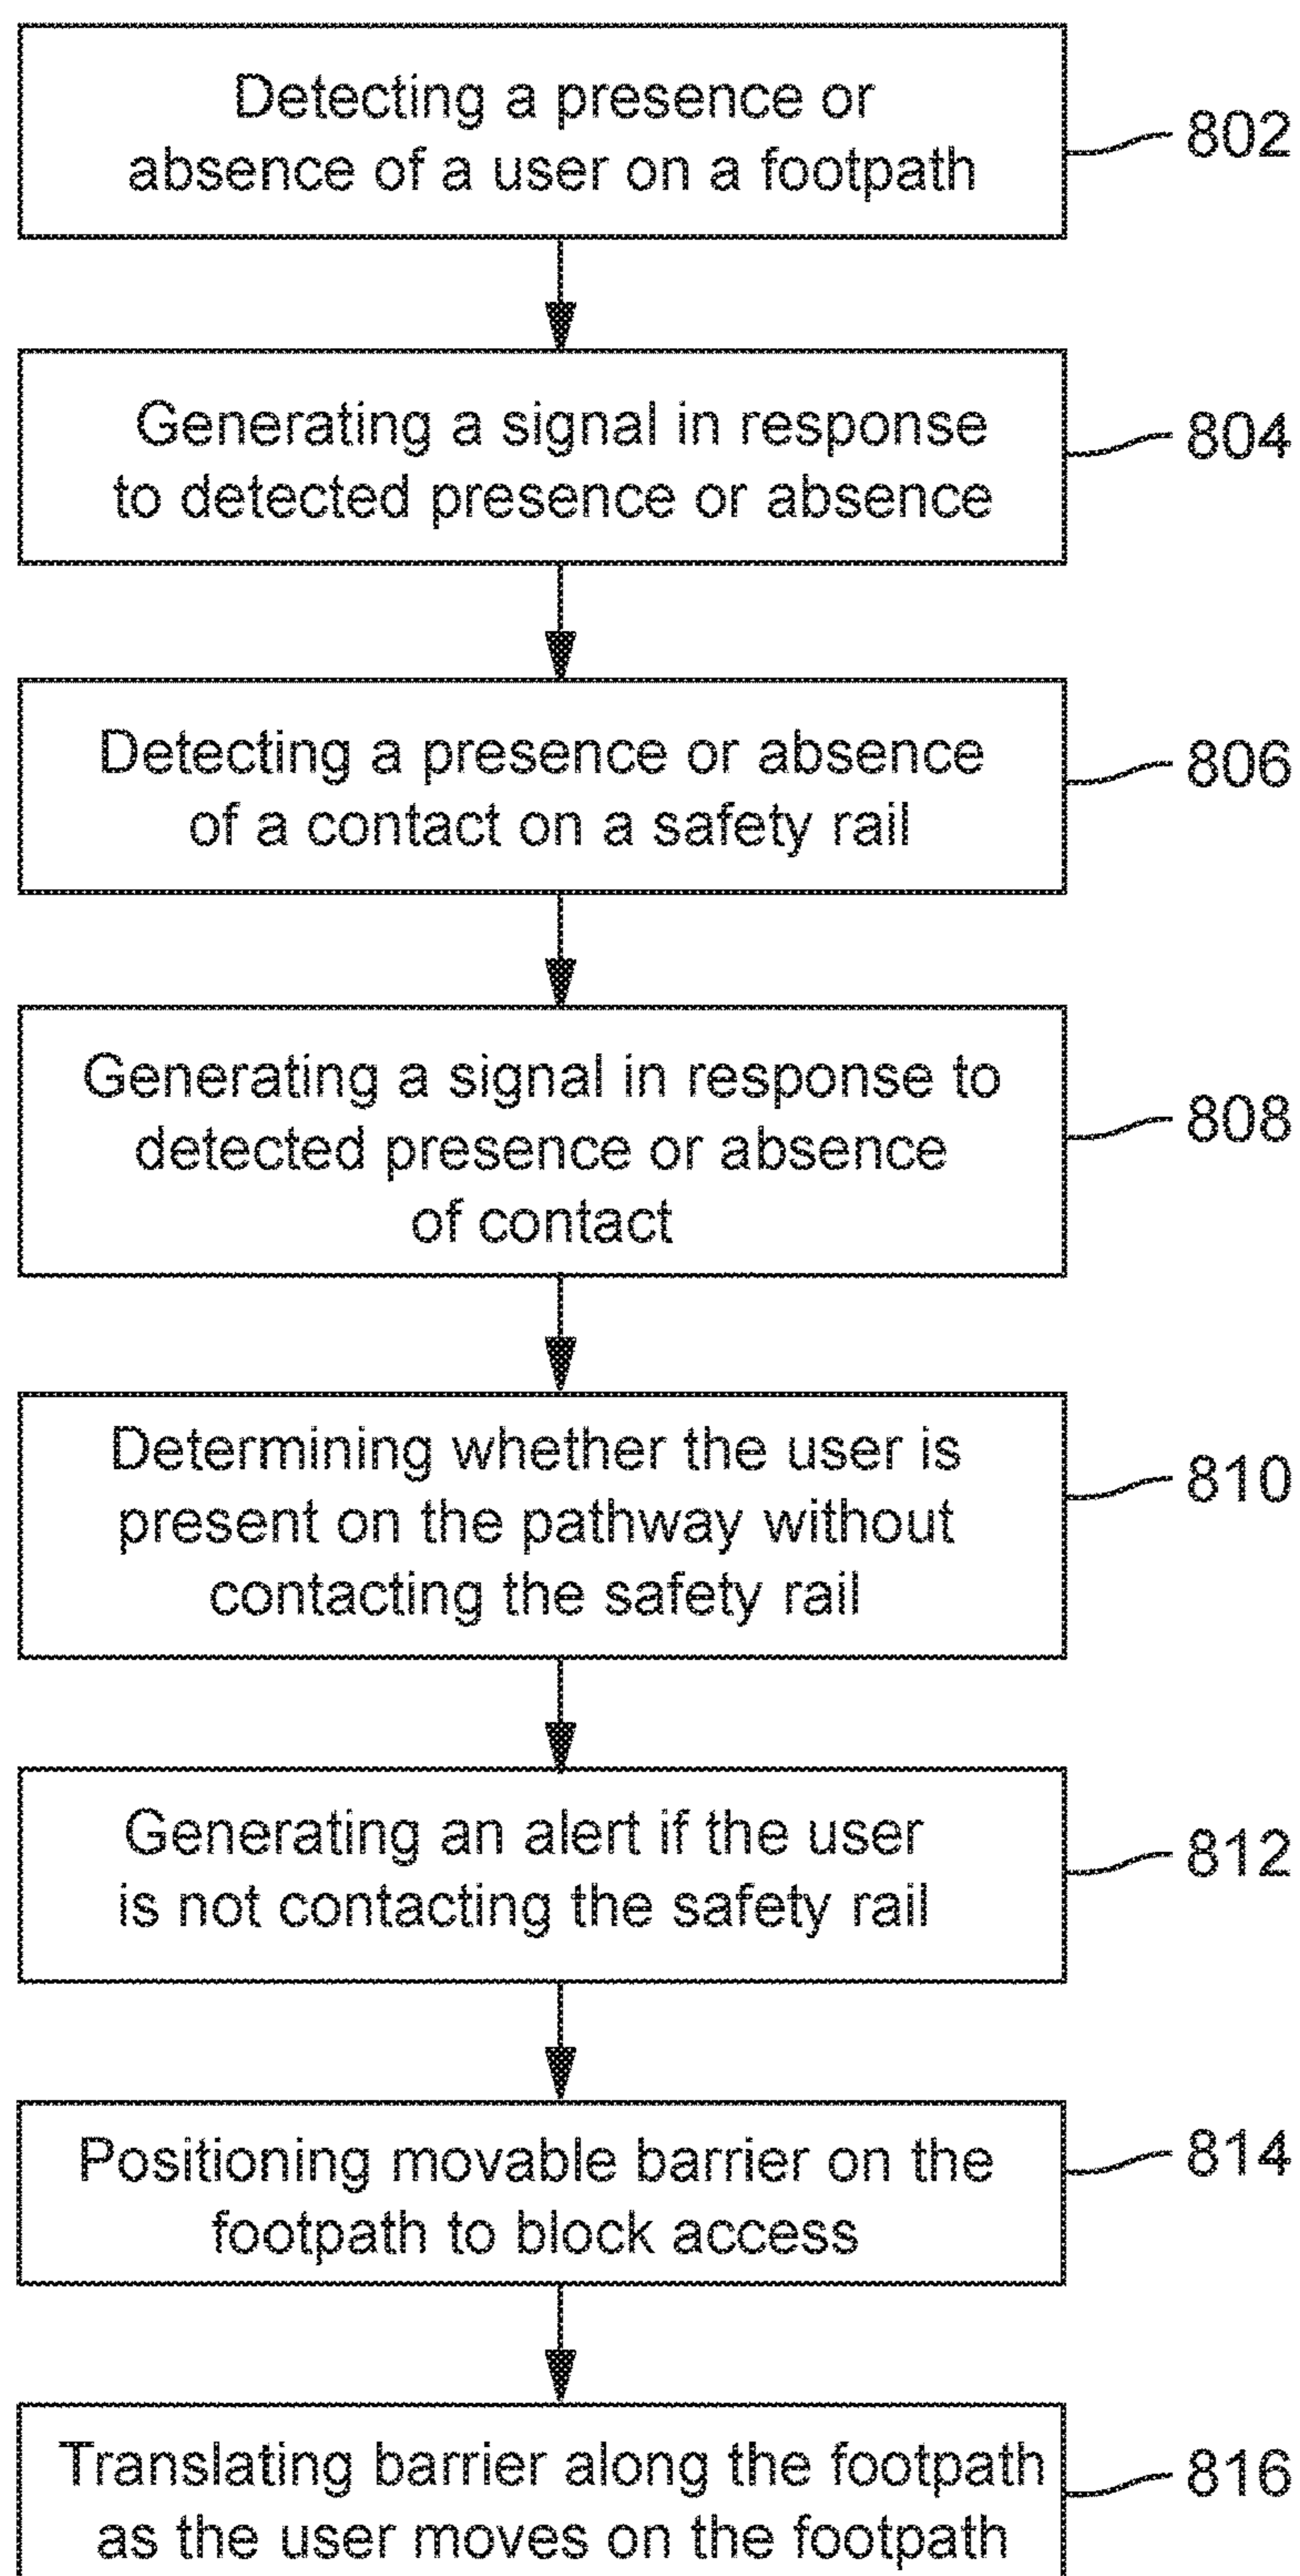 Detecting a presence or
absence of a user on a footpath
802
Generating a signal in response
to detected presence or absence
804
Detecting a presence or absence
of a contact on a safety rail
806
Generating a signal in response to
detected presence or absence
of contact
808
Determining whether the user is
present on the pathway without
contacting the safety rail
810
Generating an alert if the user
is not contacting the safety rail
812
Positioning movable barrier on the
footpath to block access
814
Translating barrier along the footpath
as the user moves on the footpath
816